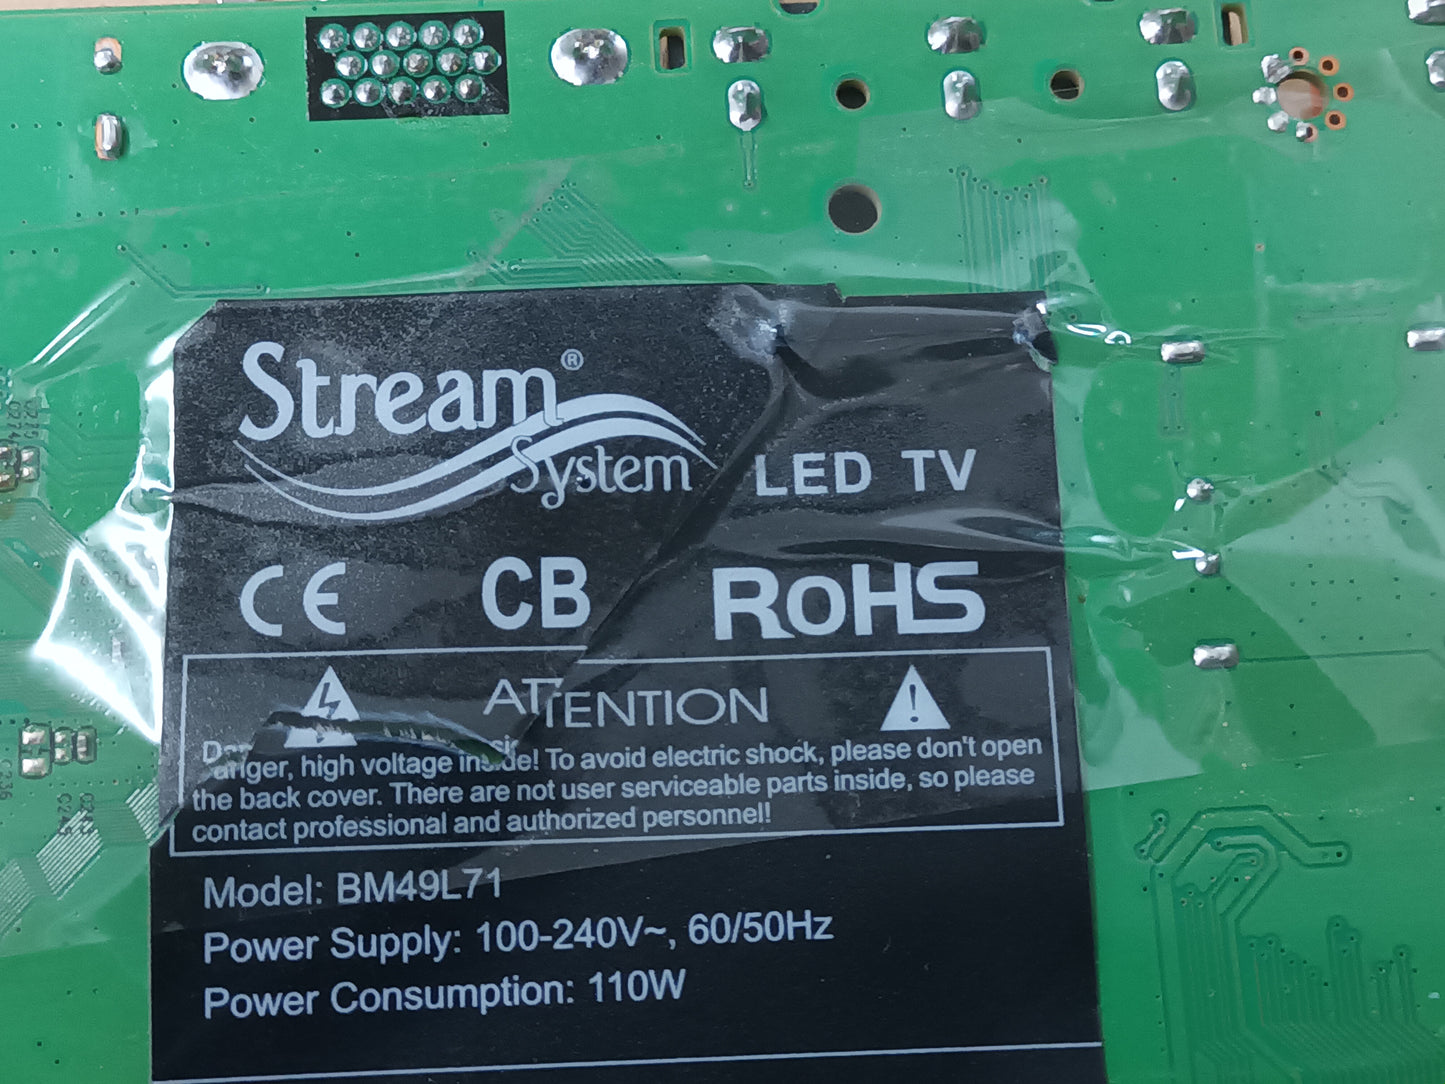 Stream®
System
LED TV
CE CB RoHS
ATTENTION
Danger, high voltage inside! To avoid electric shock, please don't open
the back cover. There are not user serviceable parts inside, so please
contact professional and authorized personnel!
Model: BM49L71
Power Supply: 100-240V~, 60/50Hz
Power Consumption: 110W